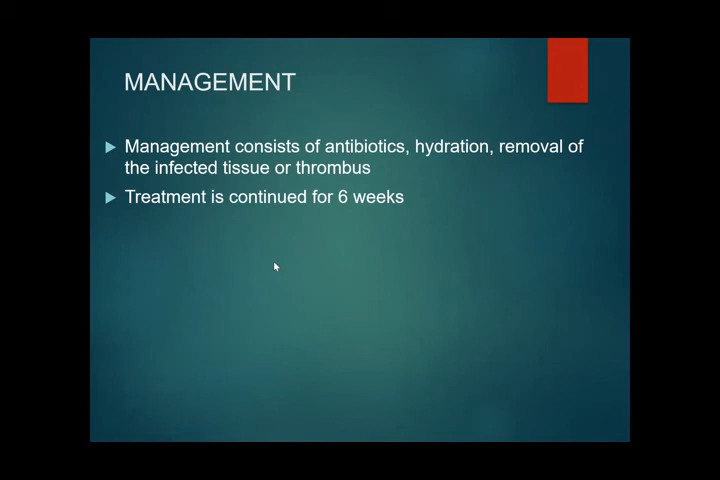 MANAGEMENT
Management consists of antibiotics, hydration, removal of
the infected tissue or thrombus
Treatment is continued for 6 weeks